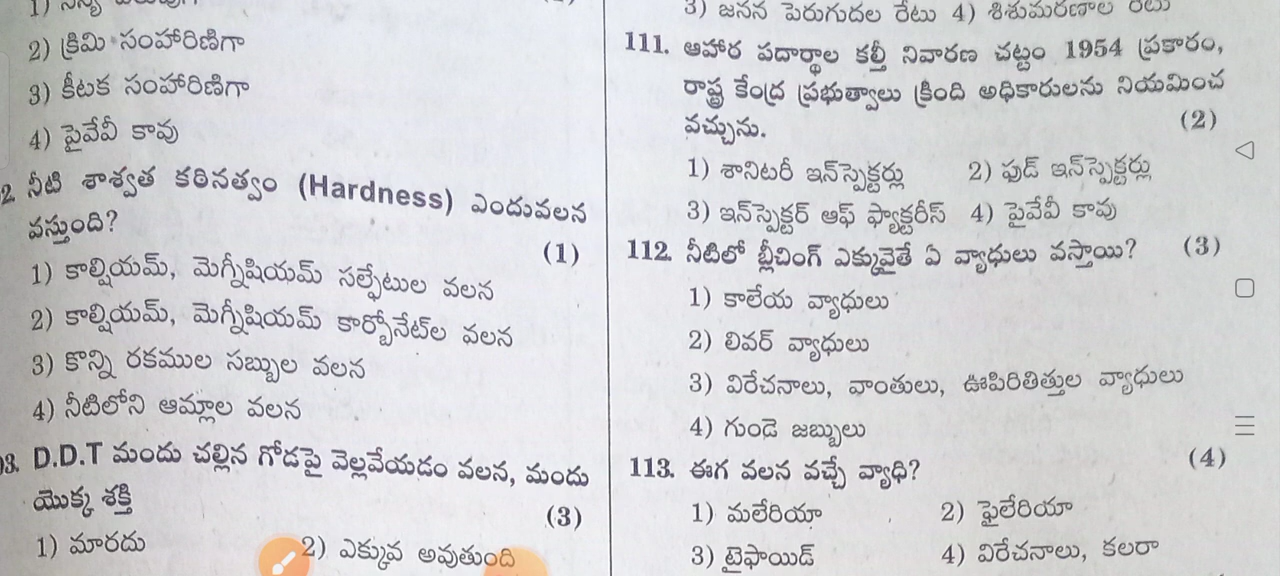 2) క్రిమి సంహారిణిగా
3) కీటక సంహారిణిగా
4) పైవేవీ కావు
2. నీటి శాశ్వత కఠినత్వం (Hardness) ఎందువలన
వస్తుంది? (1)
1) కాల్షియమ్, మెగ్నీషియమ్ సల్ఫేటుల వలన
2) కాల్షియమ్, మెగ్నీషియమ్ కార్బోనేట్‌ల వలన
3) కొన్ని రకముల సబ్బుల వలన
4) నీటిలోని ఆమ్లాల వలన
03. D.D.T మందు చల్లిన గోడపై వెల్లవేయడం వలన, మందు
యొక్క శక్తి (3)
1) మారదు 2) ఎక్కువ అవుతుంది
3) జనన పెరుగుదల రేటు 4) శిశుమరణాల రేటు
111. ఆహార పదార్థాల కల్తీ నివారణ చట్టం 1954 ప్రకారం,
రాష్ట్ర కేంద్ర ప్రభుత్వాలు క్రింది అధికారులను నియమించ
వచ్చును. (2)
1) శానిటరీ ఇన్‌స్పెక్టర్లు 2) ఫుడ్ ఇన్‌స్పెక్టర్లు
3) ఇన్‌స్పెక్టర్ ఆఫ్ ఫ్యాక్టరీస్ 4) పైవేవీ కావు
112. నీటిలో బ్లీచింగ్ ఎక్కువైతే ఏ వ్యాధులు వస్తాయి? (3)
1) కాలేయ వ్యాధులు
2) లివర్ వ్యాధులు
3) విరేచనాలు, వాంతులు, ఊపిరితిత్తుల వ్యాధులు
4) గుండె జబ్బులు
113. ఈగ వలన వచ్చే వ్యాధి? (4)
1) మలేరియా 2) ఫైలేరియా
3) టైఫాయిడ్ 4) విరేచనాలు, కలరా